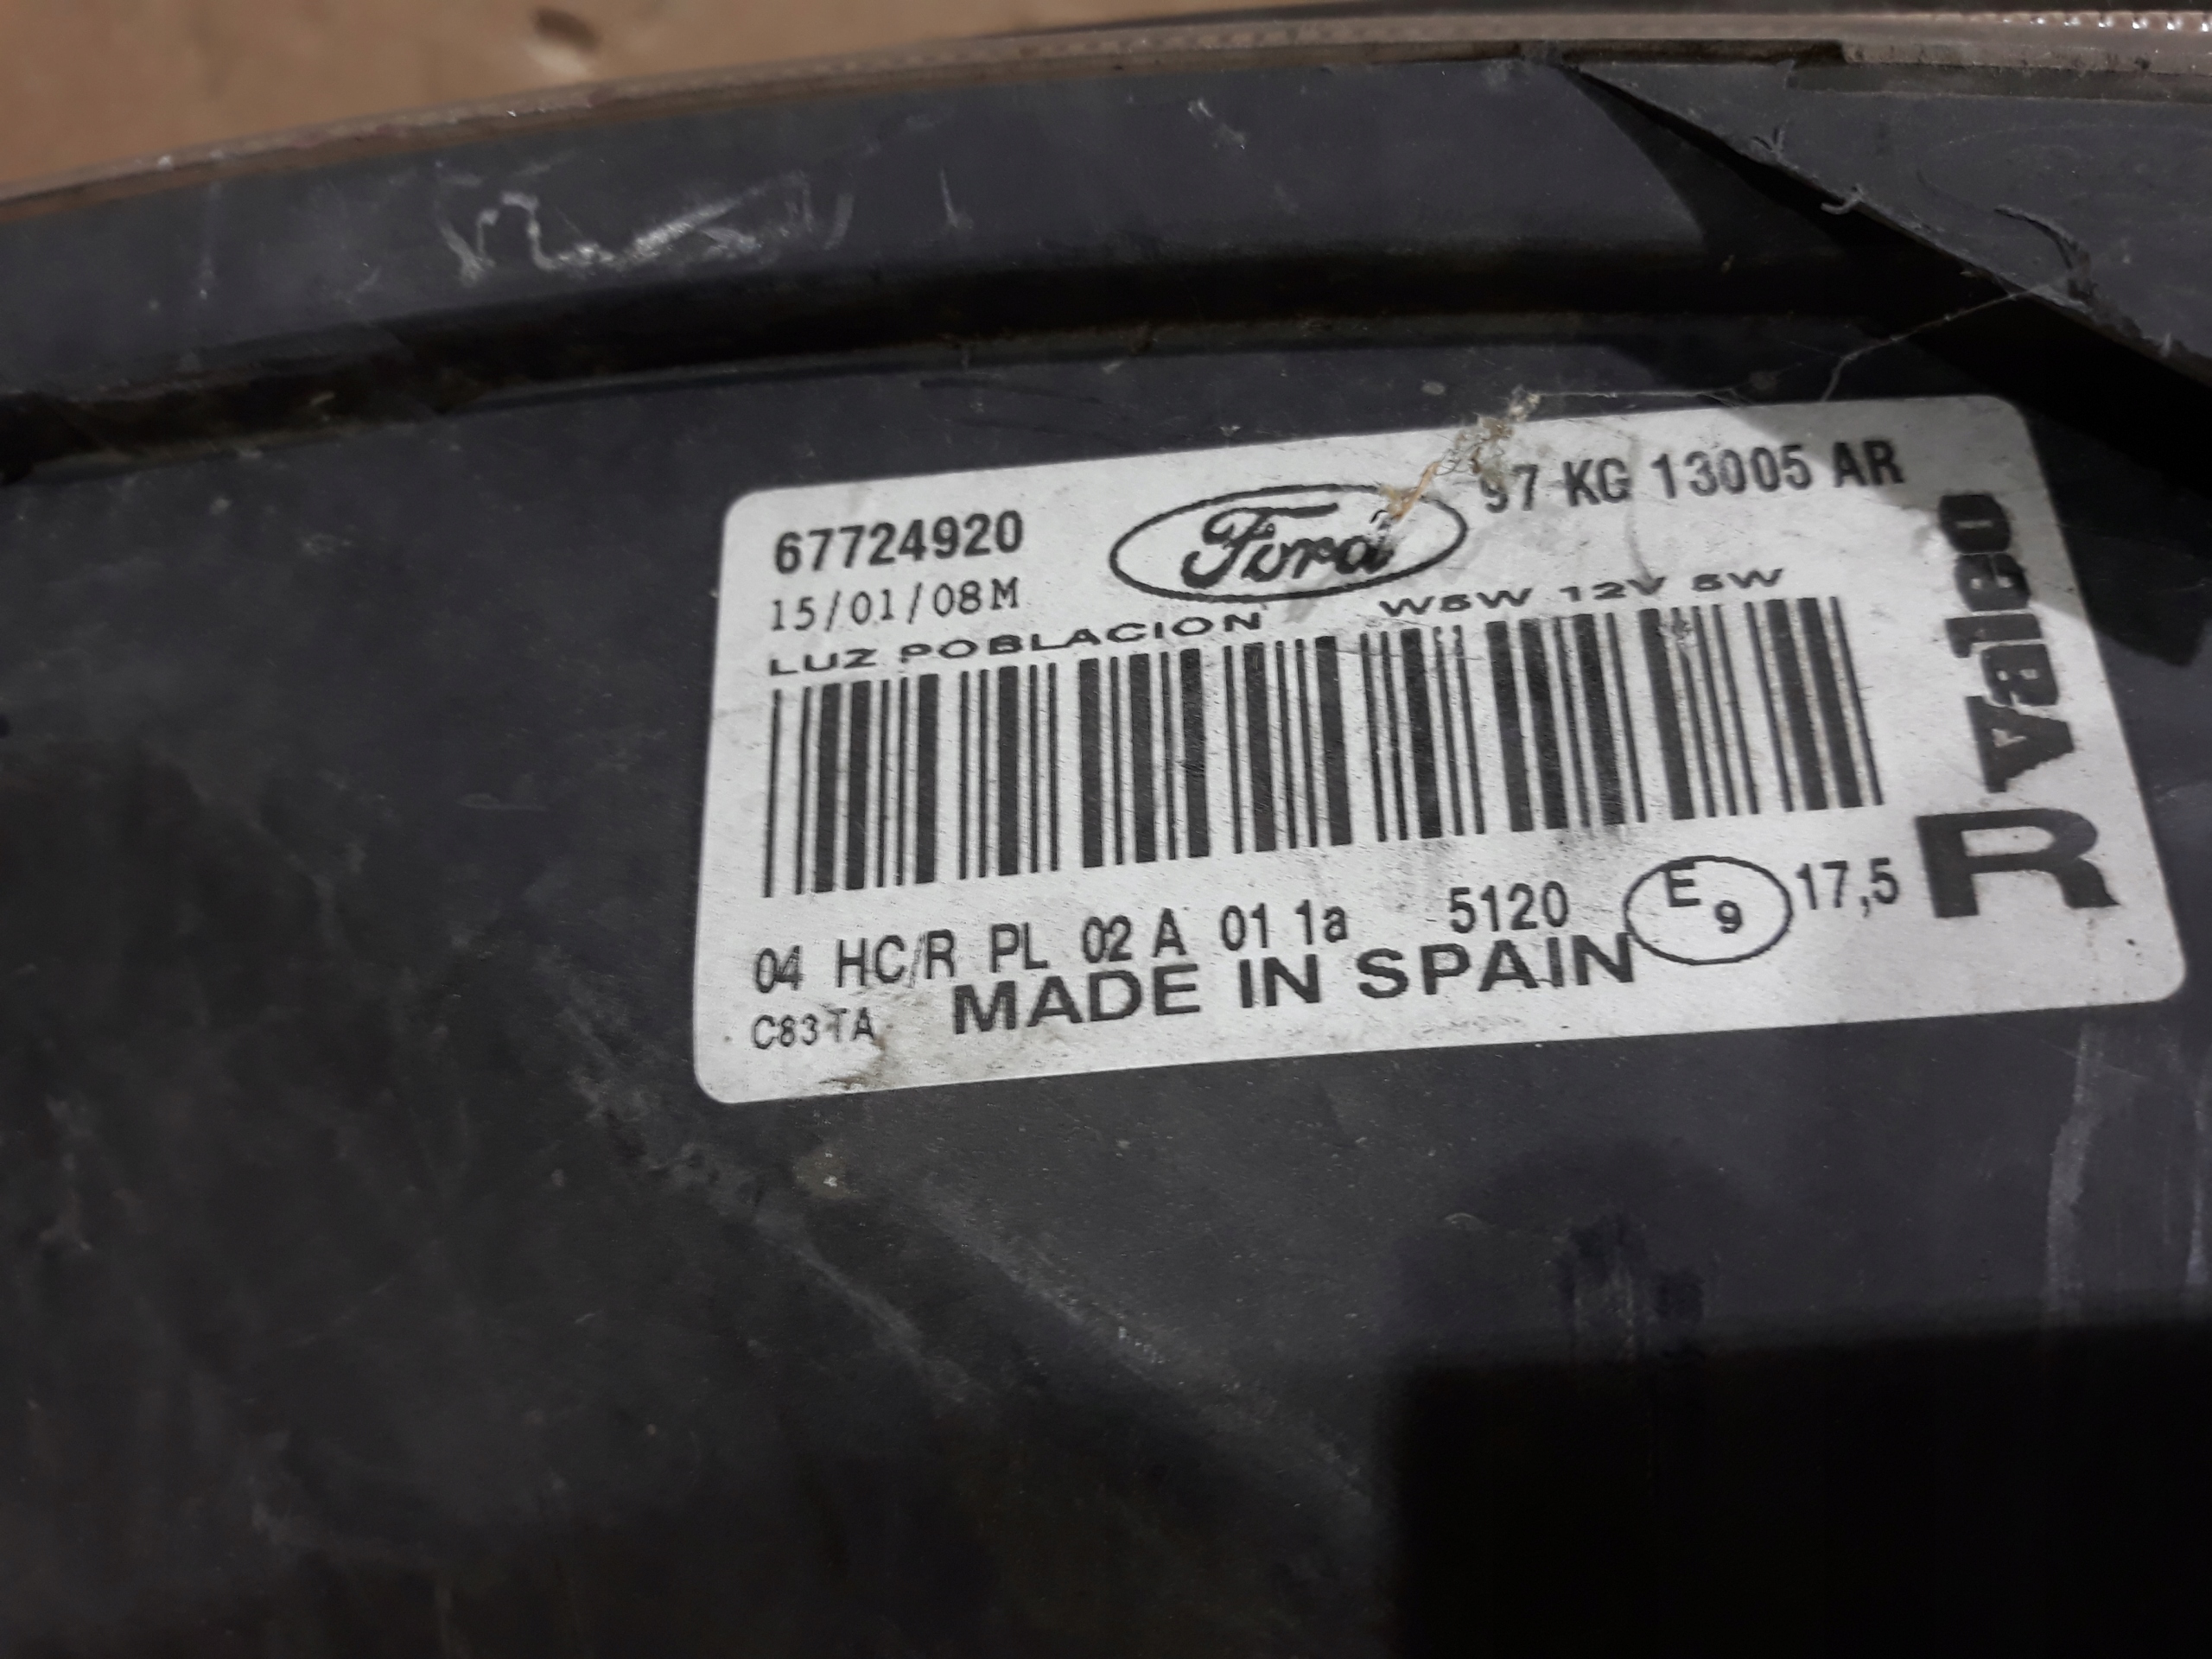 67724920
Ford
97 KG 13005 AR
15/01/08M
LUZ POBLACION W5W 12V 5W
04 HC/R PL 02 A 01 1a 5120 E9 17,5
R
C83TA MADE IN SPAIN